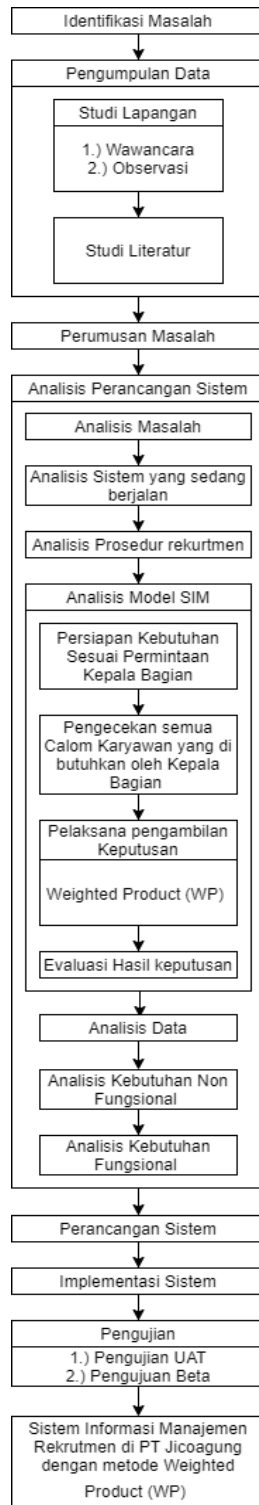 Identifikasi Masalah
Pengumpulan Data
Studi Lapangan
1.) Wawancara
2.) Observasi
Studi Literatur
Perumusan Masalah
Analisis Perancangan Sistem
Analisis Masalah
Analisis Sistem yang sedang
berjalan
Analisis Prosedur rekurtmen
Analisis Model SIM
Persiapan Kebutuhan
Sesuai Permintaan
Kepala Bagian
Pengecekan semua
Calom Karyawan yang di
butuhkan oleh Kepala
Bagian
Pelaksana pengambilan
Keputusan
Weighted Product (WP)
Evaluasi Hasil keputusan
Analisis Data
Analisis Kebutuhan Non
Fungsional
Analisis Kebutuhan
Fungsional
Perancangan Sistem
Implementasi Sistem
Pengujian
1.) Pengujian UAT
2.) Pengujuan Beta
Sistem Informasi Manajemen
Rekrutmen di PT Jicoagung
dengan metode Weighted
Product (WP)